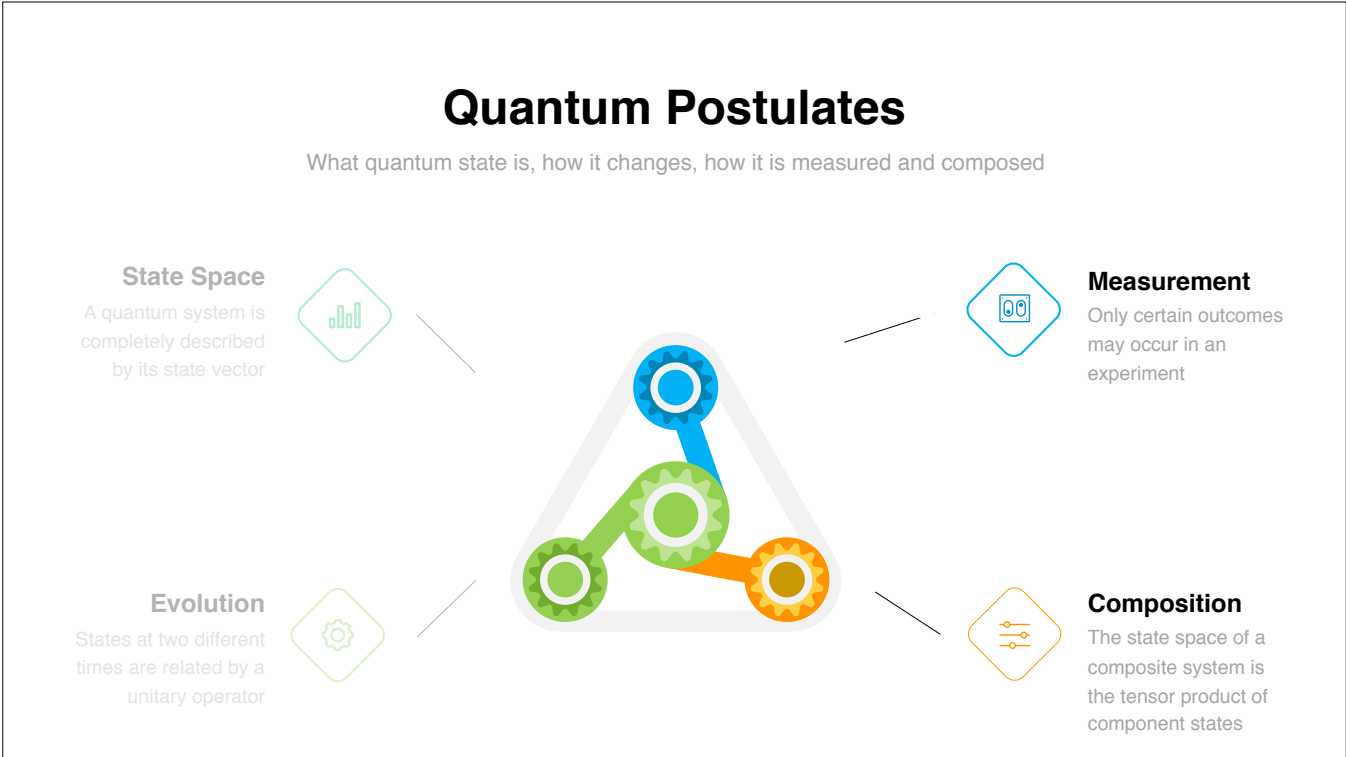 Quantum Postulates
What quantum state is, how it changes, how it is measured and composed
State Space
A quantum system is
completely described
by its state vector
Measurement
Only certain outcomes
may occur in an
experiment
Evolution
States at two different
times are related by a
unitary operator
Composition
The state space of a
composite system is
the tensor product of
component states